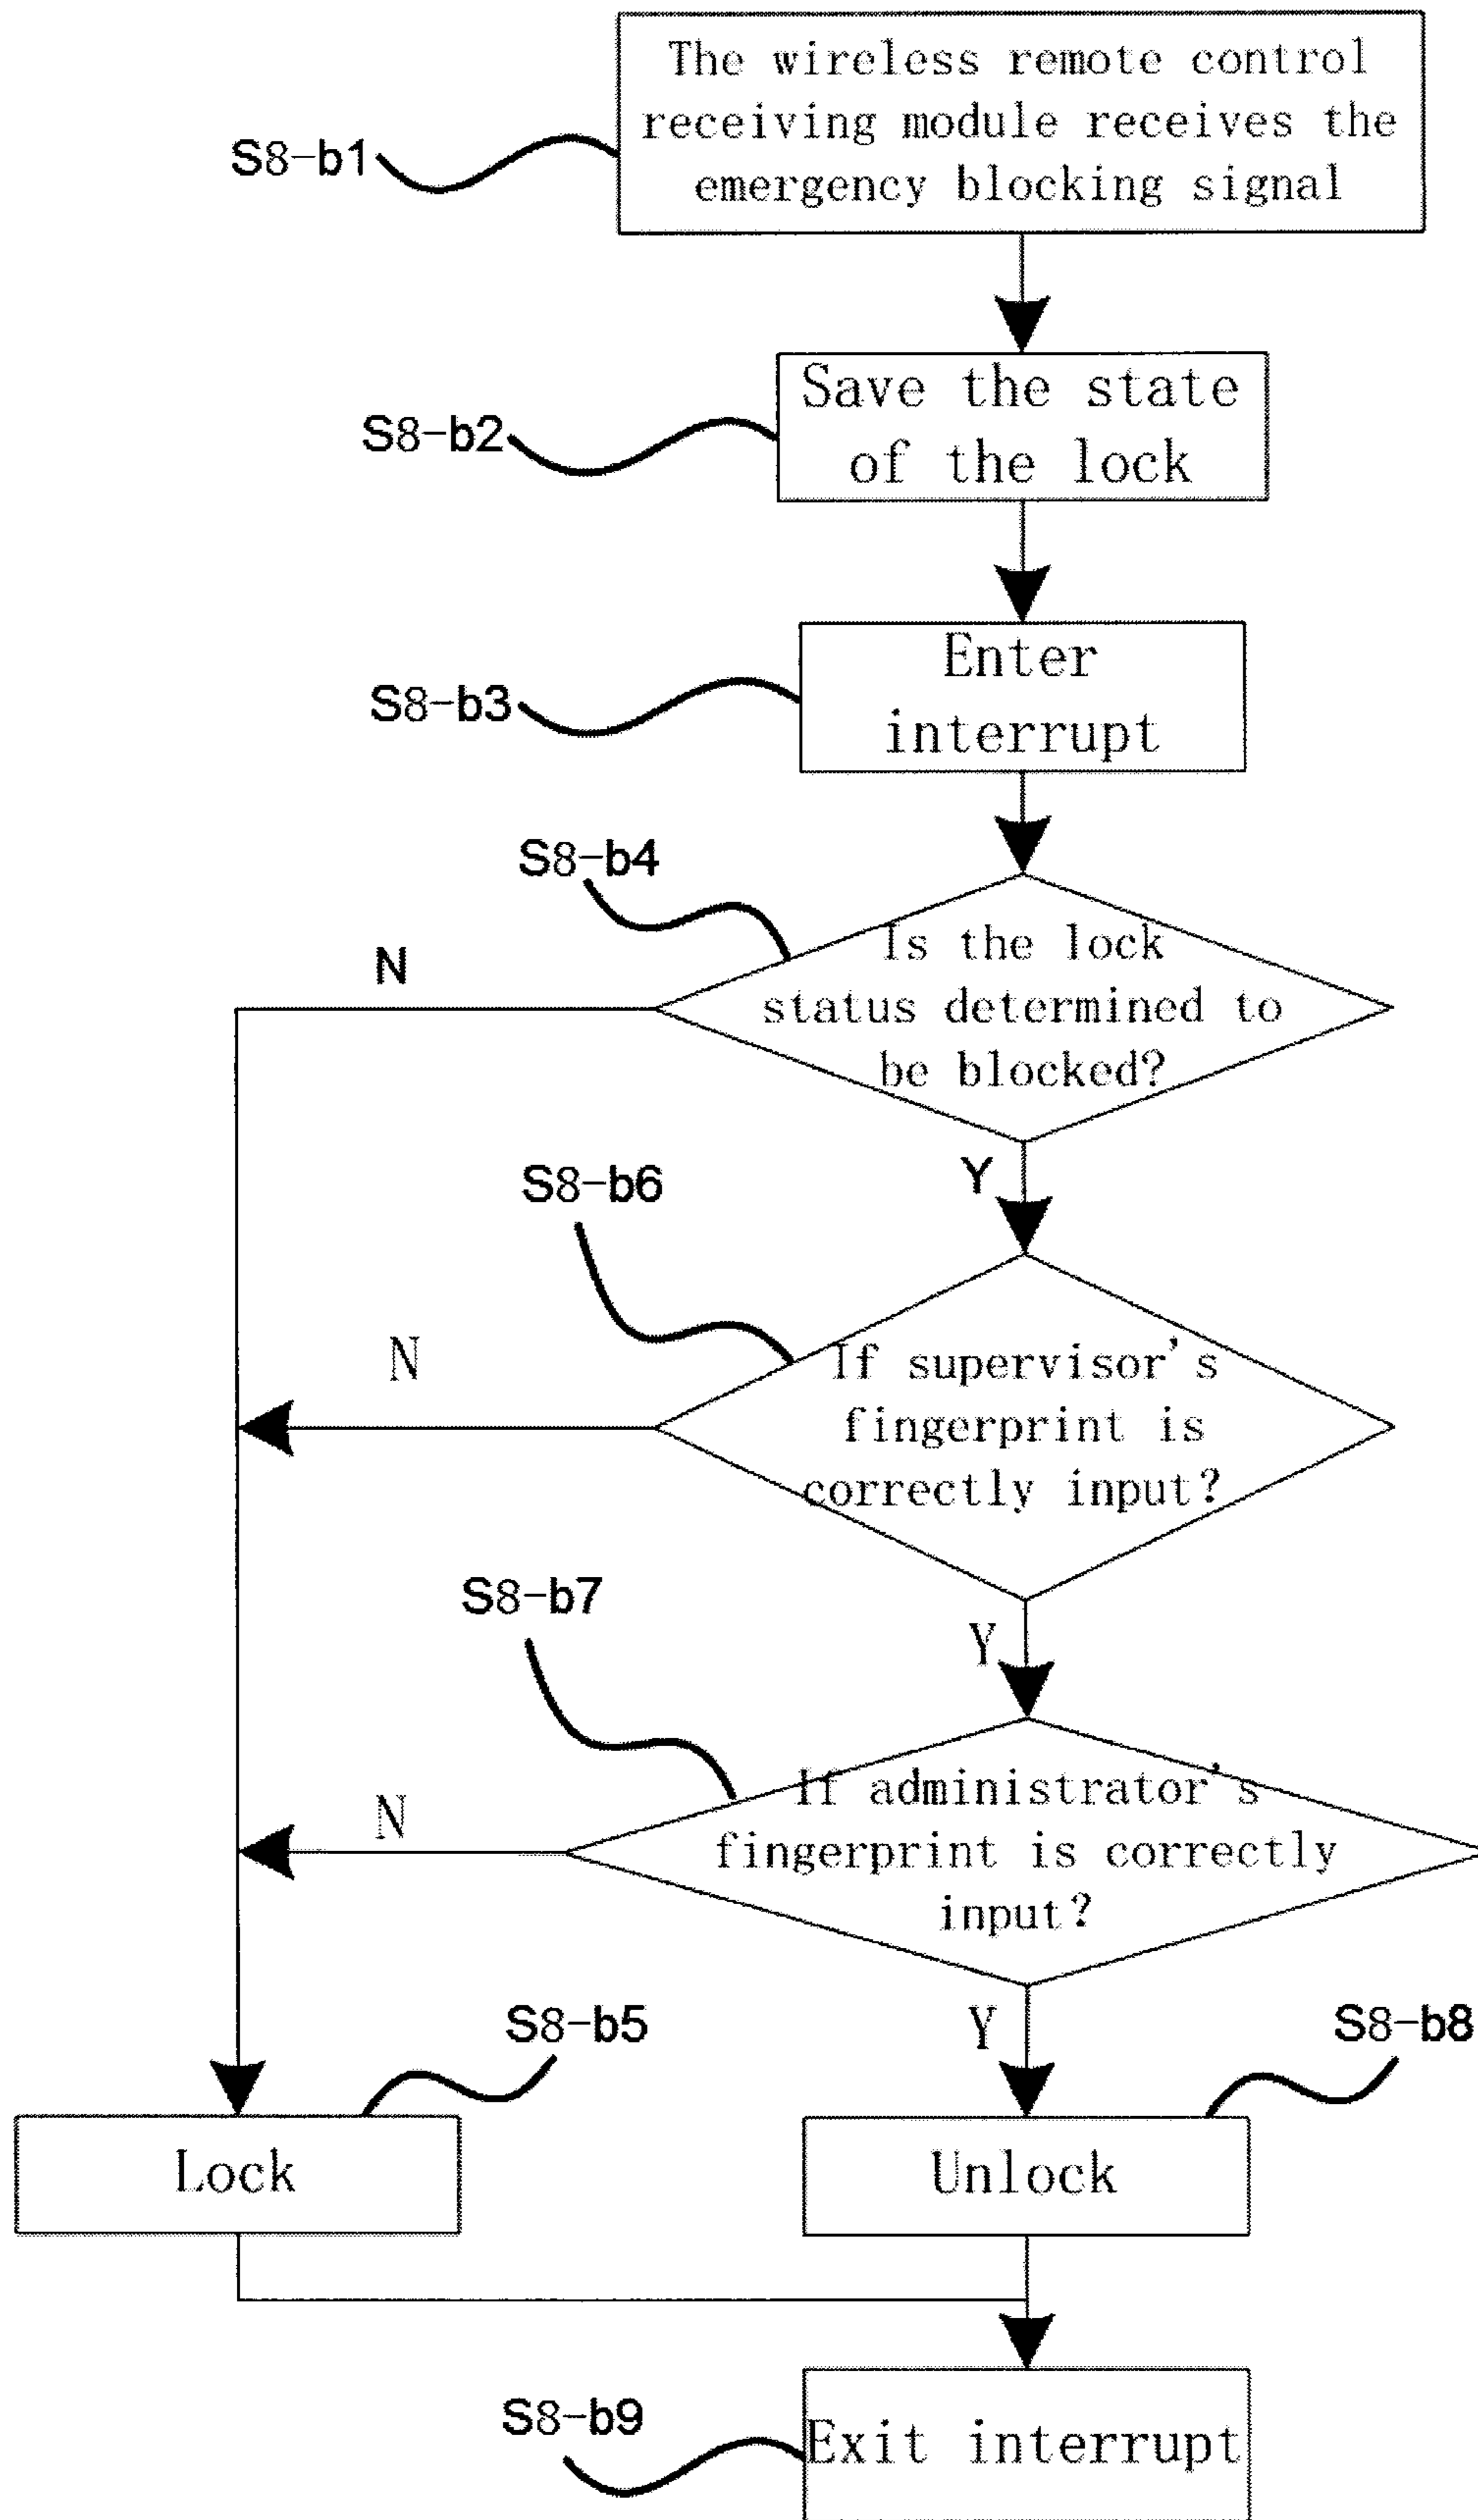 The wireless remote control
receiving module receives the
emergency blocking signal
S8-b1
Save the state
of the lock
S8-b2
Enter
interrupt
S8-b3
S8-b4
Is the lock
status determined to
be blocked?
N
Y
S8-b6
If supervisor's
fingerprint is
correctly input?
N
Y
S8-b7
If administrator's
fingerprint is correctly
input?
N
Y
S8-b5
S8-b8
Lock
Unlock
S8-b9
Exit interrupt